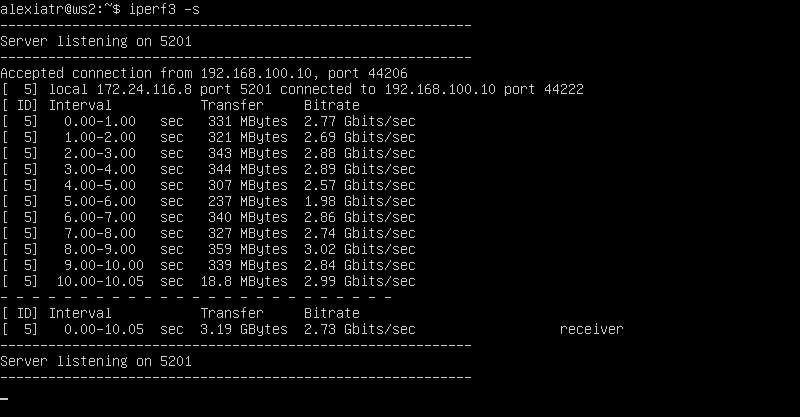 alexiatr@ws2:~$ iperf3 -s
-----------------------------------------------------------
Server listening on 5201
-----------------------------------------------------------
Accepted connection from 192.168.100.10, port 44206
[  5] local 172.24.116.8 port 5201 connected to 192.168.100.10 port 44222
[ ID] Interval           Transfer     Bitrate
[  5]   0.00-1.00   sec   331 MBytes  2.77 Gbits/sec
[  5]   1.00-2.00   sec   321 MBytes  2.69 Gbits/sec
[  5]   2.00-3.00   sec   343 MBytes  2.88 Gbits/sec
[  5]   3.00-4.00   sec   344 MBytes  2.89 Gbits/sec
[  5]   4.00-5.00   sec   307 MBytes  2.57 Gbits/sec
[  5]   5.00-6.00   sec   237 MBytes  1.98 Gbits/sec
[  5]   6.00-7.00   sec   340 MBytes  2.86 Gbits/sec
[  5]   7.00-8.00   sec   327 MBytes  2.74 Gbits/sec
[  5]   8.00-9.00   sec   359 MBytes  3.02 Gbits/sec
[  5]   9.00-10.00  sec   339 MBytes  2.84 Gbits/sec
[  5]  10.00-10.05  sec  18.8 MBytes  2.99 Gbits/sec
- - - - - - - - - - - - - - - - - - - - - - - - -
[ ID] Interval           Transfer     Bitrate
[  5]   0.00-10.05  sec  3.19 GBytes  2.73 Gbits/sec                  receiver
-----------------------------------------------------------
Server listening on 5201
-----------------------------------------------------------